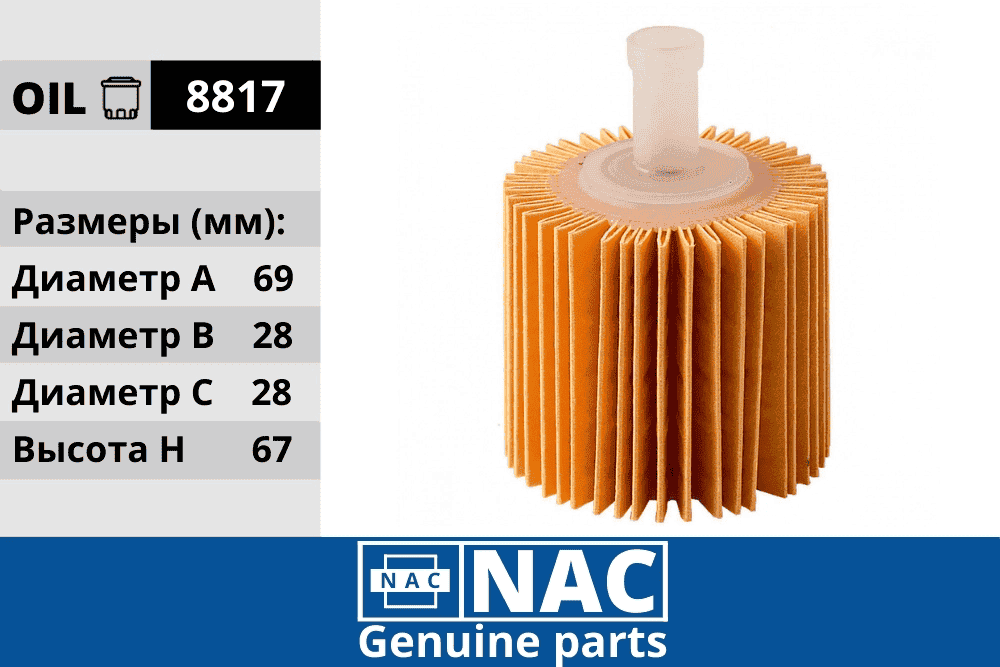 OIL 8817
Размеры (мм):
Диаметр A 69
Диаметр B 28
Диаметр C 28
Высота H 67
NAC NAC
Genuine parts